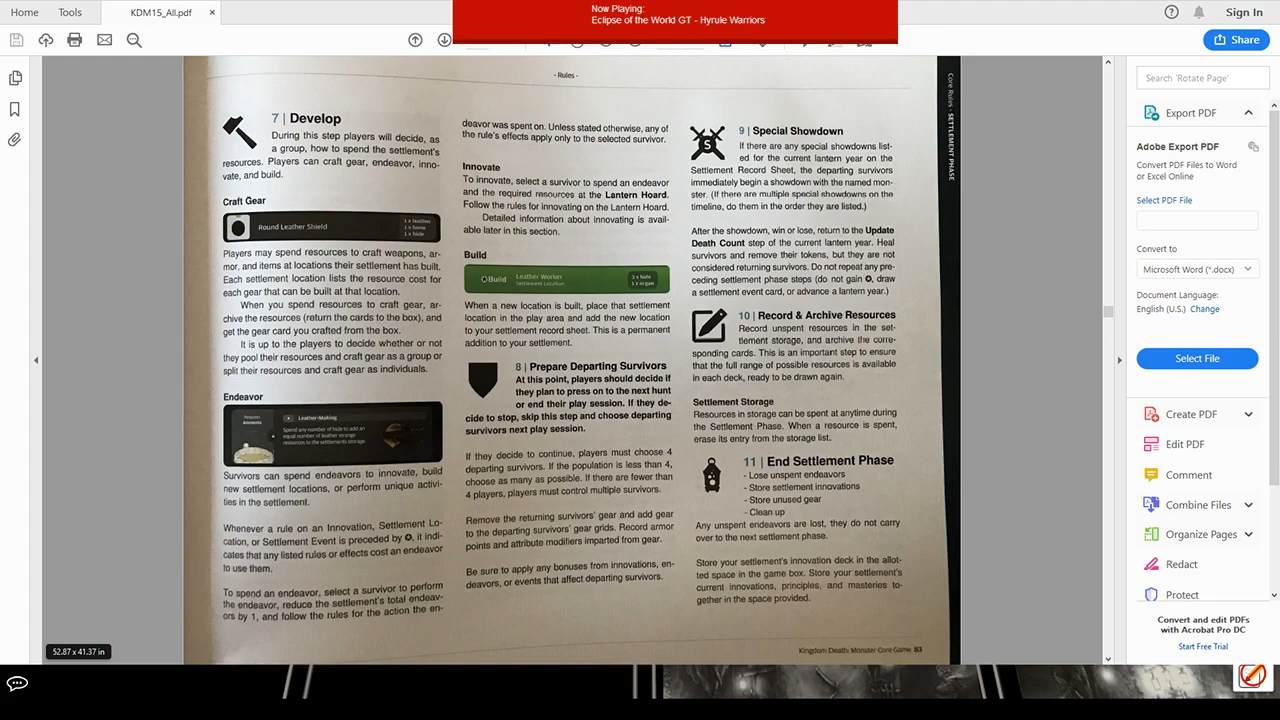 Home
Tools
KDM15_All.pdf
×
Now Playing:
Eclipse of the World GT - Hyrule Warriors
Sign In
Share
- Rules -
7 | Develop
During this step players will decide, as
a group, how to spend the settlement's
resources. Players can craft gear, endeavor, inno-
vate, and build.
Craft Gear
Round Leather Shield
1 x leather
1 x bone
1 x hide
Players may spend resources to craft weapons, ar-
mor, and items at locations their settlement has built.
Each settlement location lists the resource cost for
each gear that can be built at that location.
When you spend resources to craft gear, ar-
chive the resources (return the cards to the box), and
get the gear card you crafted from the box.
It is up to the players to decide whether or not
they pool their resources and craft gear as a group or
split their resources and craft gear as individuals.
Endeavor
Requires
Ammonia
Leather-Making
Spend any number of hide to add an
equal number of leather strange
resources to the settlements storage.
Survivors can spend endeavors to innovate, build
new settlement locations, or perform unique activi-
ties in the settlement.
Whenever a rule on an Innovation, Settlement Lo-
cation, or Settlement Event is preceded by , it indi-
cates that any listed rules or effects cost an endeavor
to use them.
To spend an endeavor, select a survivor to perform
the endeavor, reduce the settlement's total endeav-
ors by 1, and follow the rules for the action the en-
deavor was spent on. Unless stated otherwise, any of
the rule's effects apply only to the selected survivor.
Innovate
To innovate, select a survivor to spend an endeavor
and the required resources at the Lantern Hoard.
Follow the rules for innovating on the Lantern Hoard.
Detailed information about innovating is avail-
able later in this section.
Build
Build
Leather Worker
Settlement Location
3 x hide
1 x organ
When a new location is built, place that settlement
location in the play area and add the new location
to your settlement record sheet. This is a permanent
addition to your settlement.
8 | Prepare Departing Survivors
At this point, players should decide if
they plan to press on to the next hunt
or end their play session. If they de-
cide to stop, skip this step and choose departing
survivors next play session.
If they decide to continue, players must choose 4
departing survivors. If the population is less than 4,
choose as many as possible. If there are fewer than
4 players, players must control multiple survivors.
Remove the returning survivors' gear and add gear
to the departing survivors' gear grids. Record armor
points and attribute modifiers imparted from gear.
Be sure to apply any bonuses from innovations, en-
deavors, or events that affect departing survivors.
S
9 | Special Showdown
If there are any special showdowns list-
ed for the current lantern year on the
Settlement Record Sheet, the departing survivors
immediately begin a showdown with the named mon-
ster. (If there are multiple special showdowns on the
timeline, do them in the order they are listed.)
After the showdown, win or lose, return to the Update
Death Count step of the current lantern year. Heal
survivors and remove their tokens, but they are not
considered returning survivors. Do not repeat any pre-
ceding settlement phase steps (do not gain , draw
a settlement event card, or advance a lantern year.)
10 | Record & Archive Resources
Record unspent resources in the set-
tlement storage, and archive the corre-
sponding cards. This is an important step to ensure
that the full range of possible resources is available
in each deck, ready to be drawn again.
Settlement Storage
Resources in storage can be spent at anytime during
the Settlement Phase. When a resource is spent,
erase its entry from the storage list.
11 | End Settlement Phase
- Lose unspent endeavors
- Store settlement innovations
- Store unused gear
- Clean up
Any unspent endeavors are lost, they do not carry
over to the next settlement phase.
Store your settlement's innovation deck in the allot-
ted space in the game box. Store your settlement's
current innovations, principles, and masteries to-
gether in the space provided.
Kingdom Death: Monster Core Game 83
Core Rules - SETTLEMENT PHASE
52.87 x 41.37 in
Search 'Rotate Page'
Export PDF
Adobe Export PDF
Convert PDF Files to Word
or Excel Online
Select PDF File
Convert to
Microsoft Word (*.docx)
Document Language:
English (U.S.) Change
Select File
Create PDF
Edit PDF
Comment
Combine Files
Organize Pages
Redact
Protect
Convert and edit PDFs
with Acrobat Pro DC
Start Free Trial